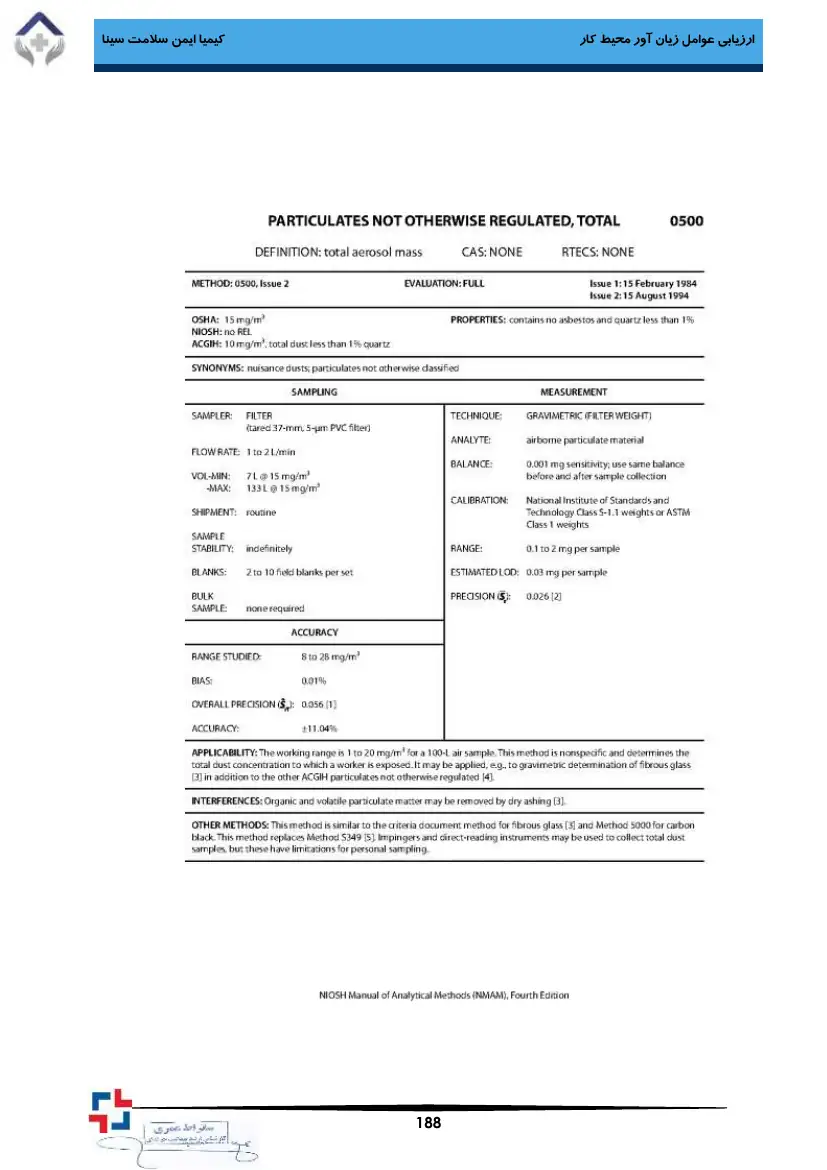 ارزیابی عوامل زیان آور محیط کار
کیمیا ایمن سلامت سینا
PARTICULATES NOT OTHERWISE REGULATED, TOTAL 0500
DEFINITION: total aerosol mass CAS: NONE RTECS: NONE
METHOD: 0500, Issue 2 EVALUATION: FULL Issue 1: 15 February 1984
Issue 2: 15 August 1994
OSHA: 15 mg/m³
NIOSH: no REL
ACGIH: 10 mg/m³, total dust less than 1% quartz
PROPERTIES: contains no asbestos and quartz less than 1%
SYNONYMS: nuisance dusts; particulates not otherwise classified
SAMPLING
SAMPLER: FILTER
(tared 37-mm, 5-µm PVC filter)
FLOW RATE: 1 to 2 L/min
VOL-MIN: 7 L @ 15 mg/m³
-MAX: 133 L @ 15 mg/m³
SHIPMENT: routine
SAMPLE
STABILITY: indefinitely
BLANKS: 2 to 10 field blanks per set
BULK
SAMPLE: none required
ACCURACY
RANGE STUDIED: 8 to 28 mg/m³
BIAS: 0.01%
OVERALL PRECISION (Ŝrt): 0.056 [1]
ACCURACY: ±11.04%
MEASUREMENT
TECHNIQUE: GRAVIMETRIC (FILTER WEIGHT)
ANALYTE: airborne particulate material
BALANCE: 0.001 mg sensitivity; use same balance
before and after sample collection
CALIBRATION: National Institute of Standards and
Technology Class S-1.1 weights or ASTM
Class 1 weights
RANGE: 0.1 to 2 mg per sample
ESTIMATED LOD: 0.03 mg per sample
PRECISION (S̄r): 0.026 [2]
APPLICABILITY: The working range is 1 to 20 mg/m³ for a 100-L air sample. This method is nonspecific and determines the
total dust concentration to which a worker is exposed. It may be applied, e.g., to gravimetric determination of fibrous glass
[3] in addition to the other ACGIH particulates not otherwise regulated [4].
INTERFERENCES: Organic and volatile particulate matter may be removed by dry ashing [3].
OTHER METHODS: This method is similar to the criteria document method for fibrous glass [3] and Method 5000 for carbon
black. This method replaces Method S349 [5]. Impingers and direct-reading instruments may be used to collect total dust
samples, but these have limitations for personal sampling.
NIOSH Manual of Analytical Methods (NMAM), Fourth Edition
188